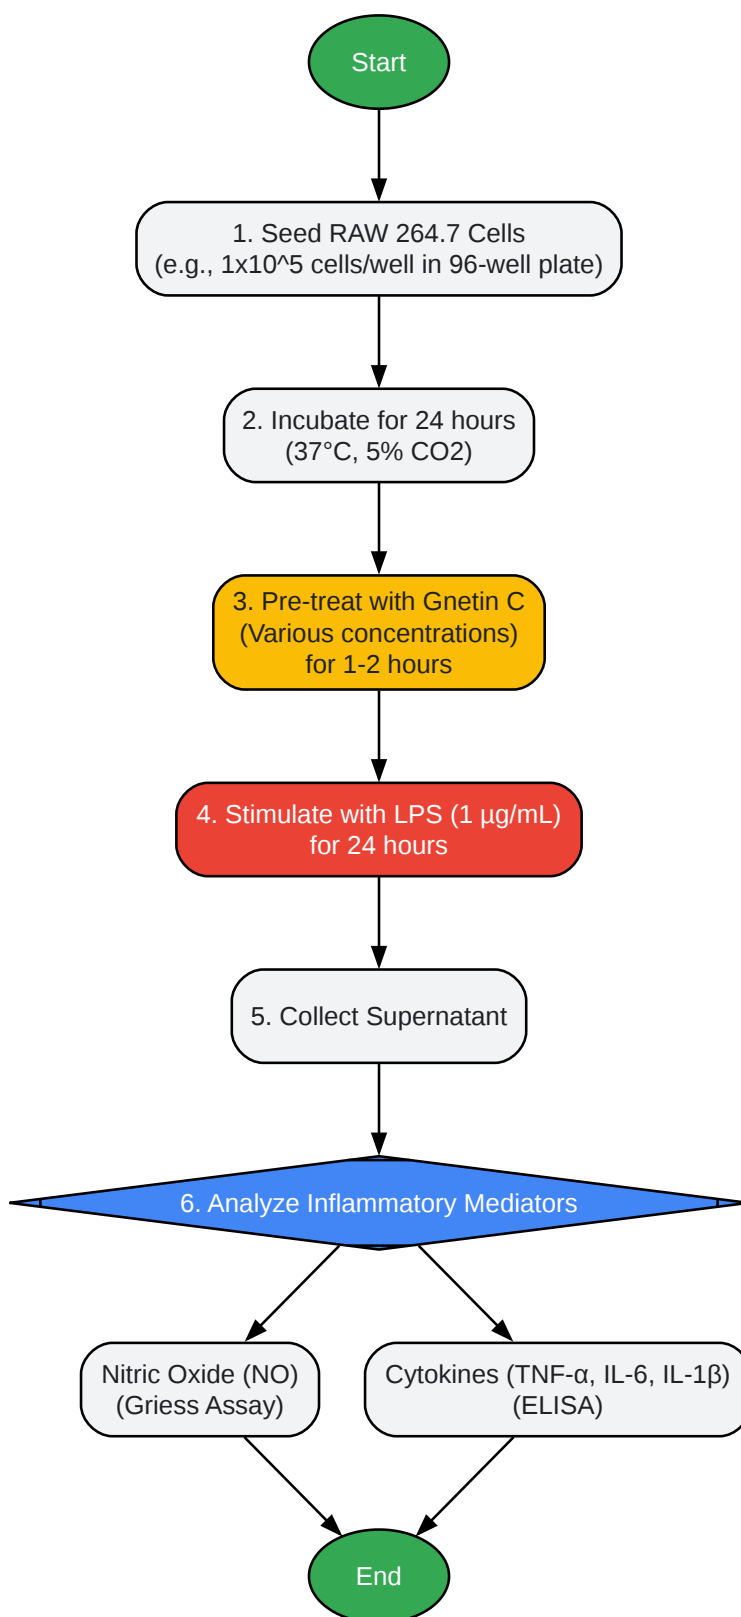 Start
1. Seed RAW 264.7 Cells
(e.g., 1x10^5 cells/well in 96-well plate)
2. Incubate for 24 hours
(37°C, 5% CO2)
3. Pre-treat with Gnetin C
(Various concentrations)
for 1-2 hours
4. Stimulate with LPS (1 µg/mL)
for 24 hours
5. Collect Supernatant
6. Analyze Inflammatory Mediators
Nitric Oxide (NO)
(Griess Assay)
Cytokines (TNF-α, IL-6, IL-1β)
(ELISA)
End